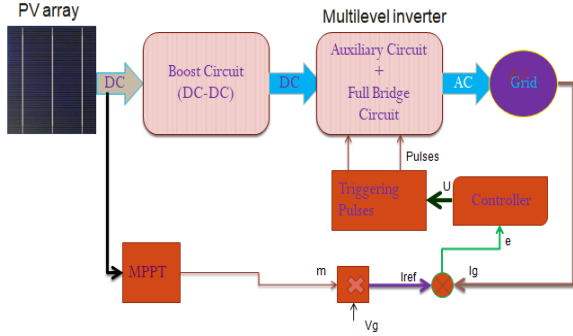 PV array
Multilevel inverter
DC
Boost Circuit
(DC-DC)
DC
Auxiliary Circuit
+
Full Bridge
Circuit
AC
Grid
Pulses
Triggering
Pulses
U
Controller
e
MPPT
m
Iref
Ig
Vg